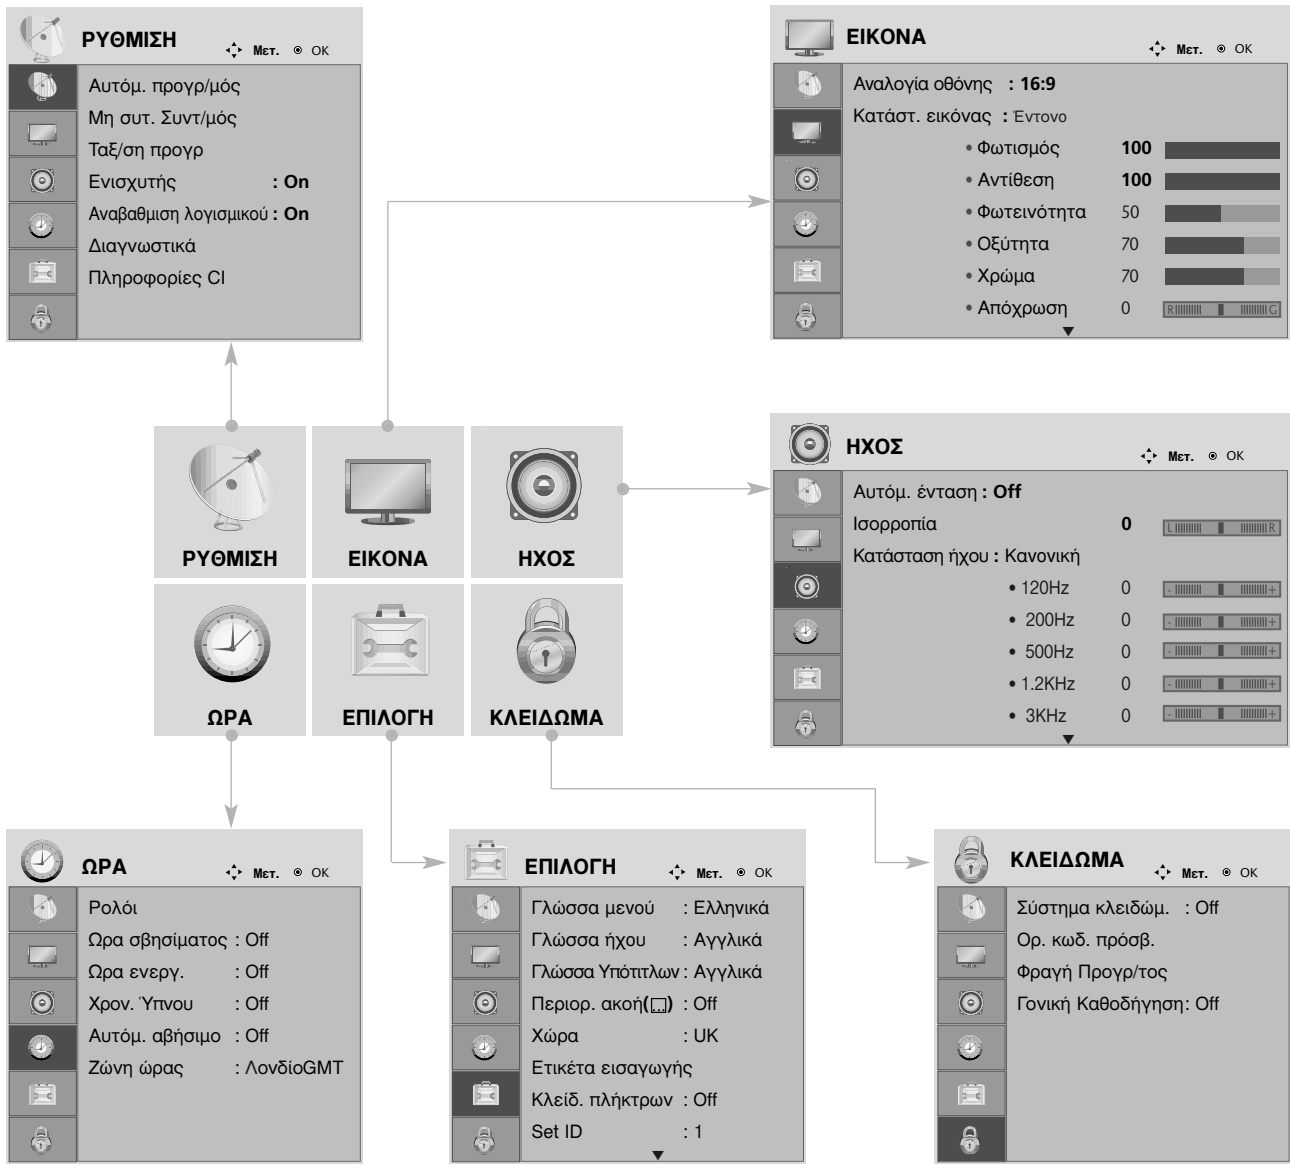 ΡΥΘΜΙΣΗ
Μετ. OK
Αυτόμ. προγρ/μός
Μη συτ. Συντ/μός
Ταξ/ση προγρ
Ενισχυτής : On
Αναβαθμιση λογισμικού : On
Διαγνωστικά
Πληροφορίες CI
ΕΙΚΟΝΑ
Μετ. OK
Αναλογία οθόνης : 16:9
Κατάστ. εικόνας : Έντονο
• Φωτισμός 100
• Αντίθεση 100
• Φωτεινότητα 50
• Οξύτητα 70
• Χρώμα 70
• Απόχρωση 0 R G
ΡΥΘΜΙΣΗ
ΕΙΚΟΝΑ
ΗΧΟΣ
ΩΡΑ
ΕΠΙΛΟΓΗ
ΚΛΕΙΔΩΜΑ
ΗΧΟΣ
Μετ. OK
Αυτόμ. ένταση : Off
Ισορροπία 0 L R
Κατάσταση ήχου : Κανονική
• 120Hz 0 - +
• 200Hz 0 - +
• 500Hz 0 - +
• 1.2KHz 0 - +
• 3KHz 0 - +
ΩΡΑ
Μετ. OK
Ρολόι
Ωρα σβησίματος : Off
Ωρα ενεργ. : Off
Χρον. Ύπνου : Off
Αυτόμ. αβήσιμο : Off
Ζώνη ώρας : ΛονδίοGMT
ΕΠΙΛΟΓΗ
Μετ. OK
Γλώσσα μενού : Ελληνικά
Γλώσσα ήχου : Αγγλικά
Γλώσσα Υπότιτλων : Αγγλικά
Περιορ. ακοή( ) : Off
Χώρα : UK
Ετικέτα εισαγωγής
Κλείδ. πλήκτρων : Off
Set ID : 1
ΚΛΕΙΔΩΜΑ
Μετ. OK
Σύστημα κλειδώμ. : Off
Ορ. κωδ. πρόσβ.
Φραγή Προγρ/τος
Γονική Καθοδήγηση: Off